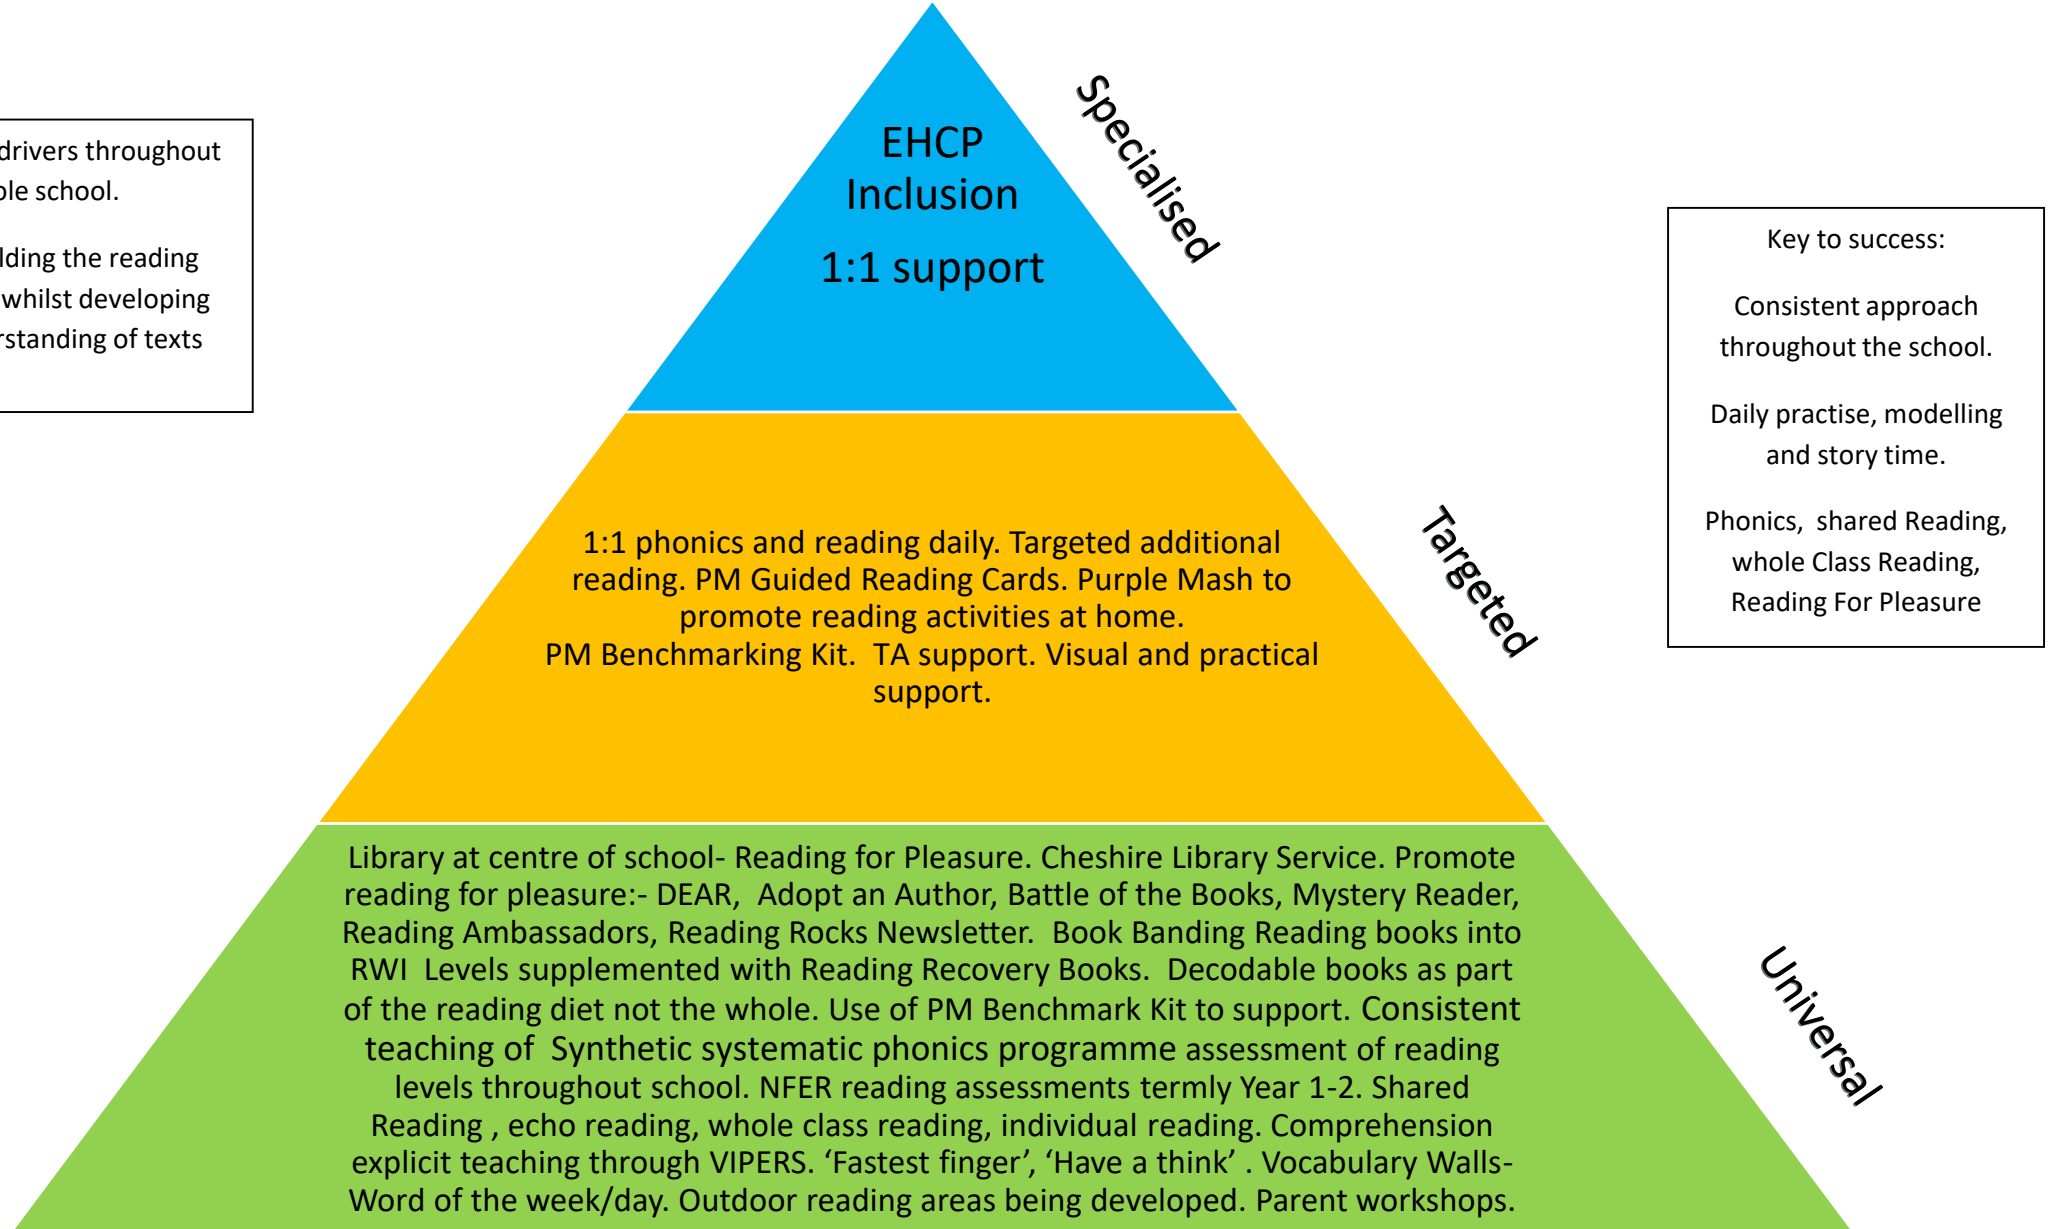 drivers throughout
school.
the reading
whilst developing
of texts
EHCP
Inclusion
1:1 support
Specialised
Key to success:
Consistent approach
throughout the school.
Daily practise, modelling
and story time.
Phonics,  shared Reading,
whole Class Reading,
Reading For Pleasure
1:1 phonics and reading daily. Targeted additional
reading. PM Guided Reading Cards. Purple Mash to
promote reading activities at home.
PM Benchmarking Kit.  TA support. Visual and practical
support.
Targeted
Library at centre of school- Reading for Pleasure. Cheshire Library Service. Promote
reading for pleasure:- DEAR,  Adopt an Author, Battle of the Books, Mystery Reader,
Reading Ambassadors, Reading Rocks Newsletter.  Book Banding Reading books into
RWI  Levels supplemented with Reading Recovery Books.  Decodable books as part
of the reading diet not the whole. Use of PM Benchmark Kit to support. Consistent
teaching of  Synthetic systematic phonics programme assessment of reading
levels throughout school. NFER reading assessments termly Year 1-2. Shared
Reading , echo reading, whole class reading, individual reading. Comprehension
explicit teaching through VIPERS. ‘Fastest finger’, ‘Have a think’ . Vocabulary Walls-
Word of the week/day. Outdoor reading areas being developed. Parent workshops.
Universal